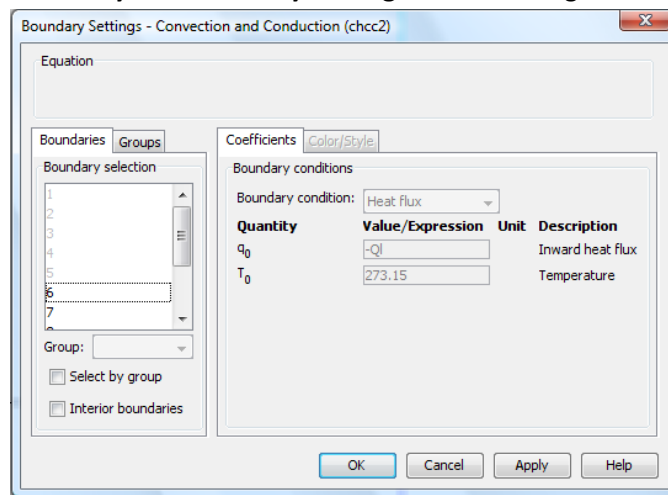 Boundary Settings - Convection and Conduction (chcc2)
Equation
Boundaries Groups
Boundary selection
1
2
3
4
5
6
7
Group:
Select by group
Interior boundaries
Coefficients Color/Style
Boundary conditions
Boundary condition: Heat flux
Quantity Value/Expression Unit Description
q0 -Ql Inward heat flux
T0 273.15 Temperature
OK Cancel Apply Help